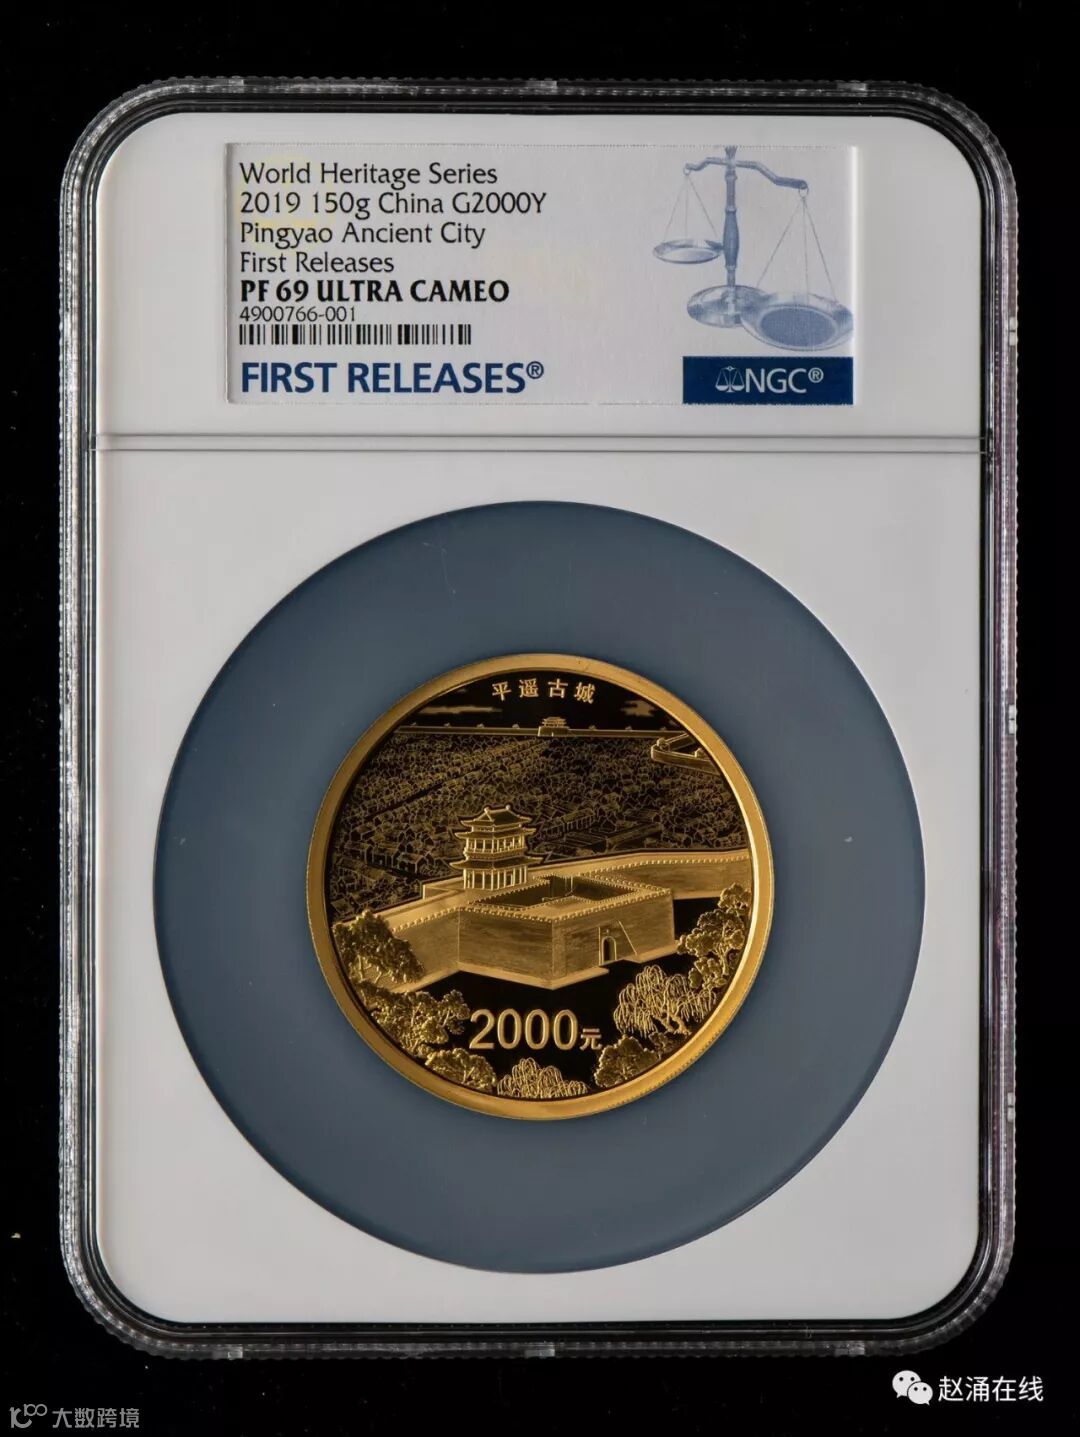 World Heritage Series
2019 150g China G2000Y
Pingyao Ancient City
First Releases
PF 69 ULTRA CAMEO
4900766-001
FIRST RELEASES®
NGC®
平遥古城
2000元
赵涌在线
大数跨境